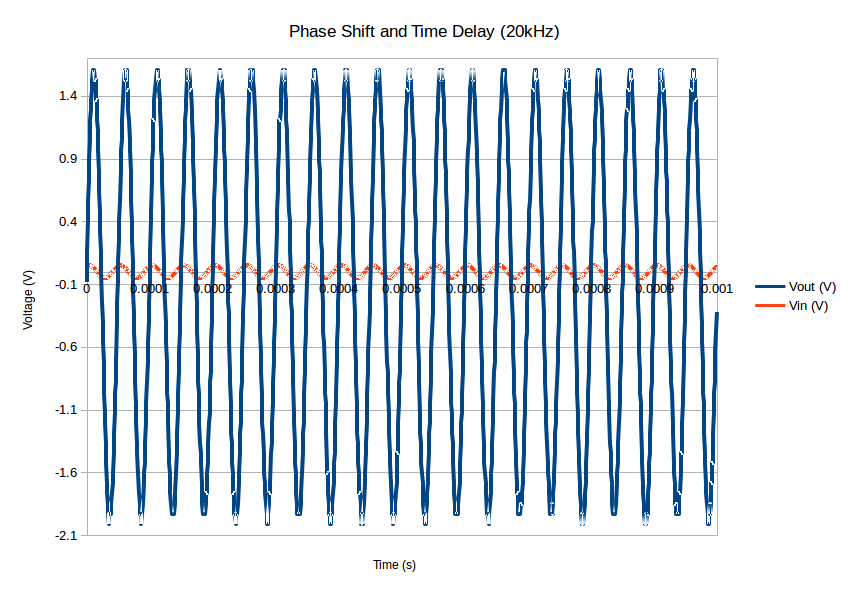 Phase Shift and Time Delay (20kHz)
1.4
0.9
0.4
-0.1
-0.6
-1.1
-1.6
-2.1
0 0.0001 0.0002 0.0003 0.0004 0.0005 0.0006 0.0007 0.0008 0.0009 0.001
Voltage (V)
Time (s)
Vout (V)
Vin (V)